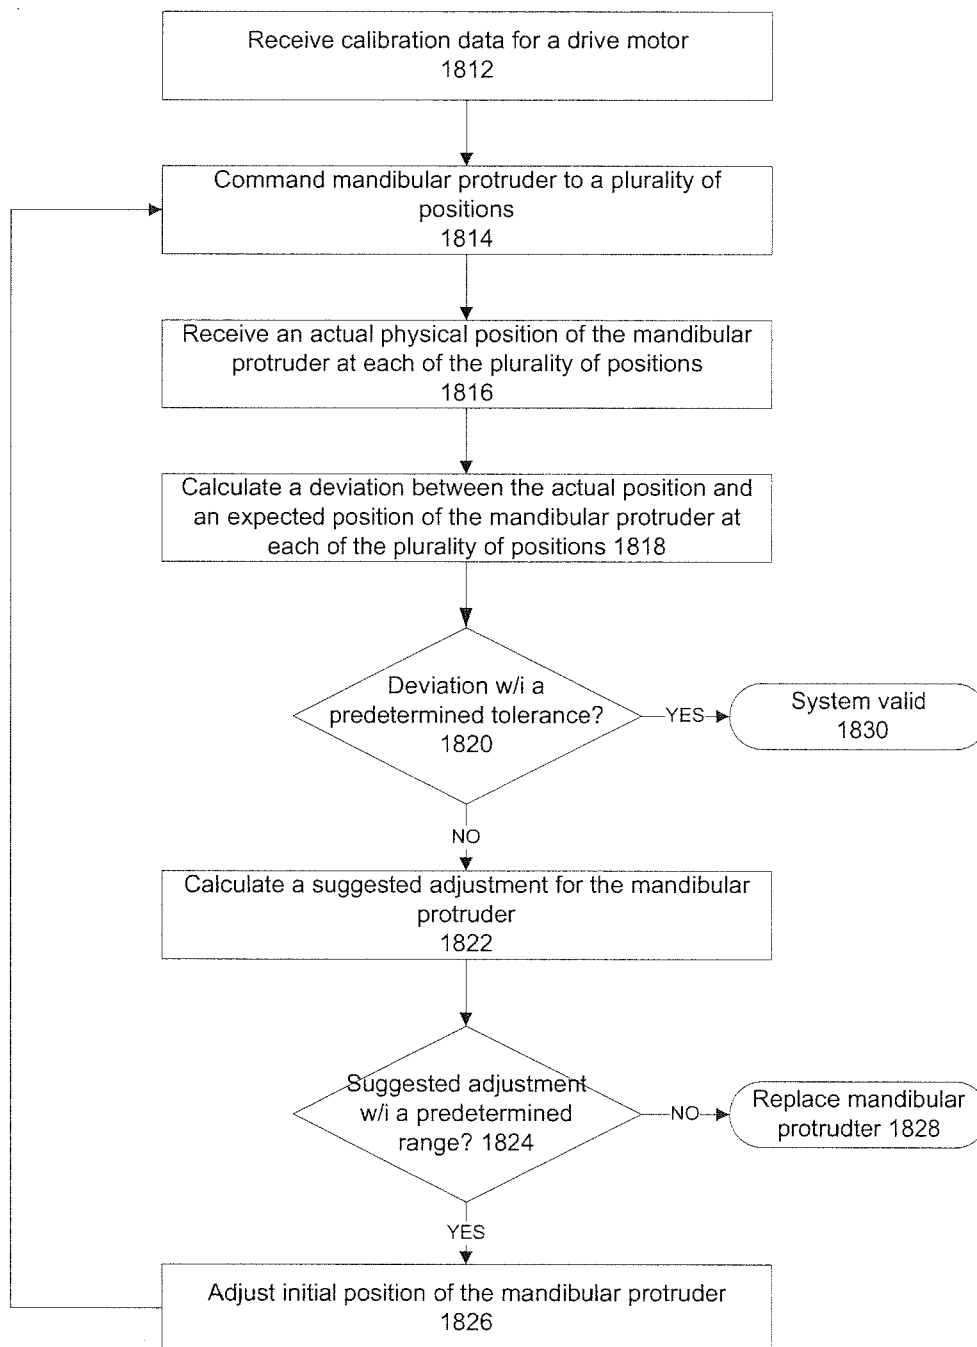 Receive calibration data for a drive motor
1812
Command mandibular protruder to a plurality of
positions
1814
Receive an actual physical position of the mandibular
protruder at each of the plurality of positions
1816
Calculate a deviation between the actual position and
an expected position of the mandibular protruder at
each of the plurality of positions 1818
Deviation w/i a
predetermined tolerance?
1820
YES
System valid
1830
NO
Calculate a suggested adjustment for the mandibular
protruder
1822
Suggested adjustment
w/i a predetermined
range? 1824
NO
Replace mandibular
protrudter 1828
YES
Adjust initial position of the mandibular protruder
1826